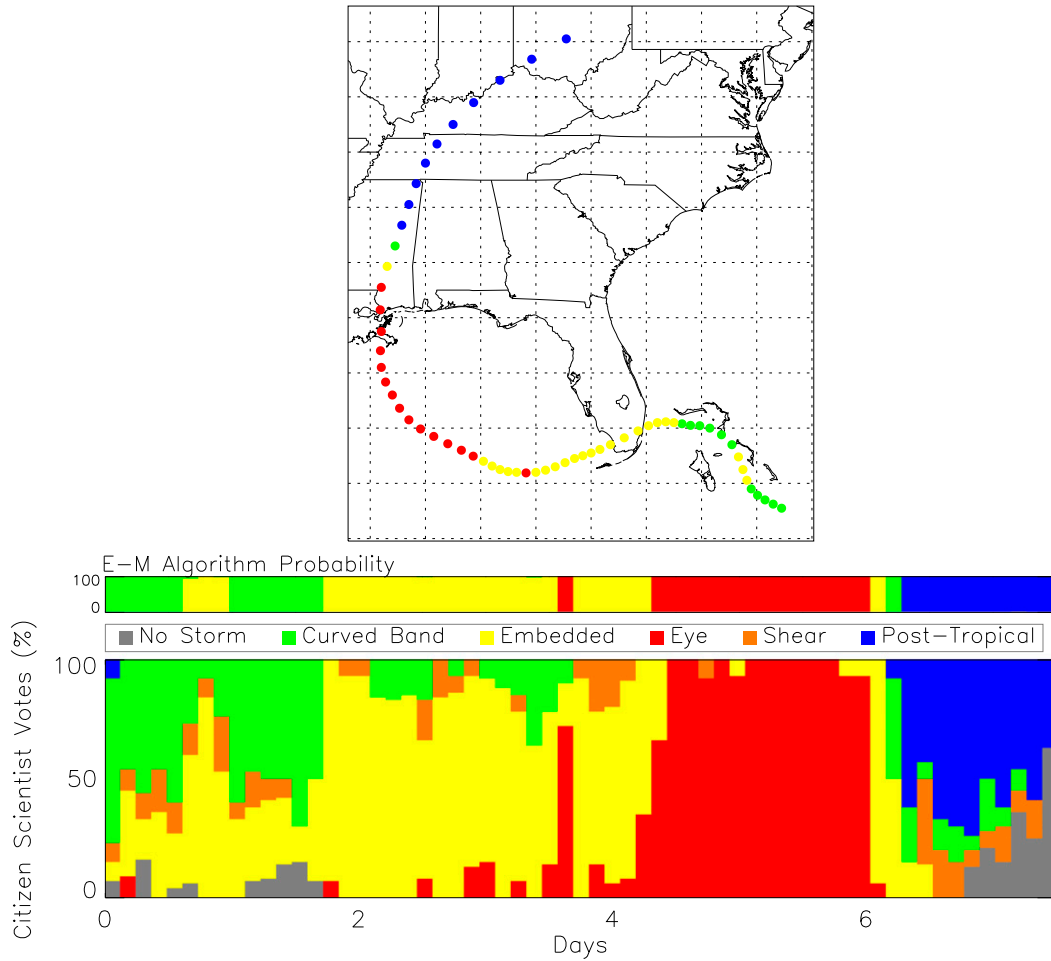 E-M Algorithm Probability
100
0
No Storm Curved Band Embedded Eye Shear Post-Tropical
Citizen Scientist Votes (%)
100
50
0
0 2 4 6
Days